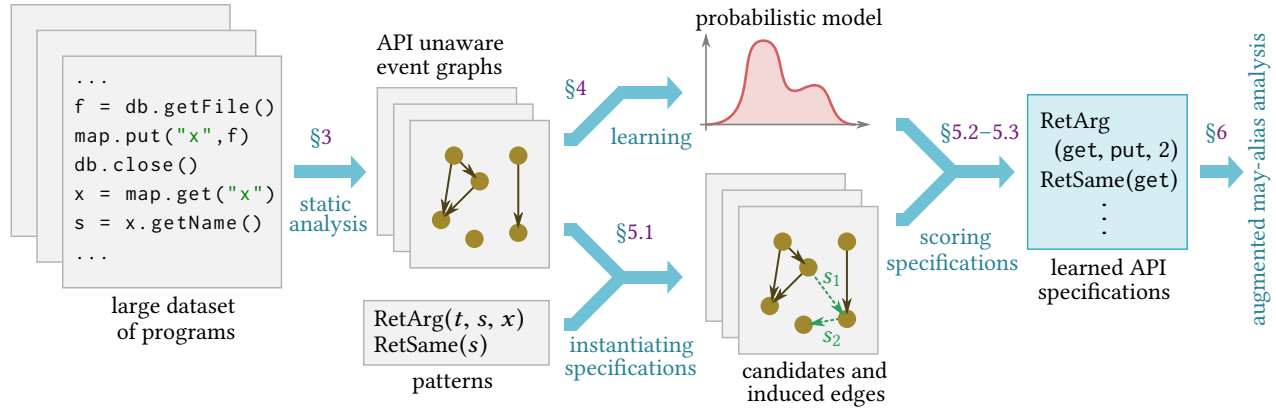 ...
f = db.getFile()
map.put("x",f)
db.close()
x = map.get("x")
s = x.getName()
...
large dataset
of programs
§3
static
analysis
API unaware
event graphs
RetArg(t, s, x)
RetSame(s)
patterns
§4
learning
§5.1
instantiating
specifications
probabilistic model
s1
s2
candidates and
induced edges
§5.2–5.3
scoring
specifications
RetArg
(get, put, 2)
RetSame(get)
⋮
learned API
specifications
§6
augmented may-alias analysis